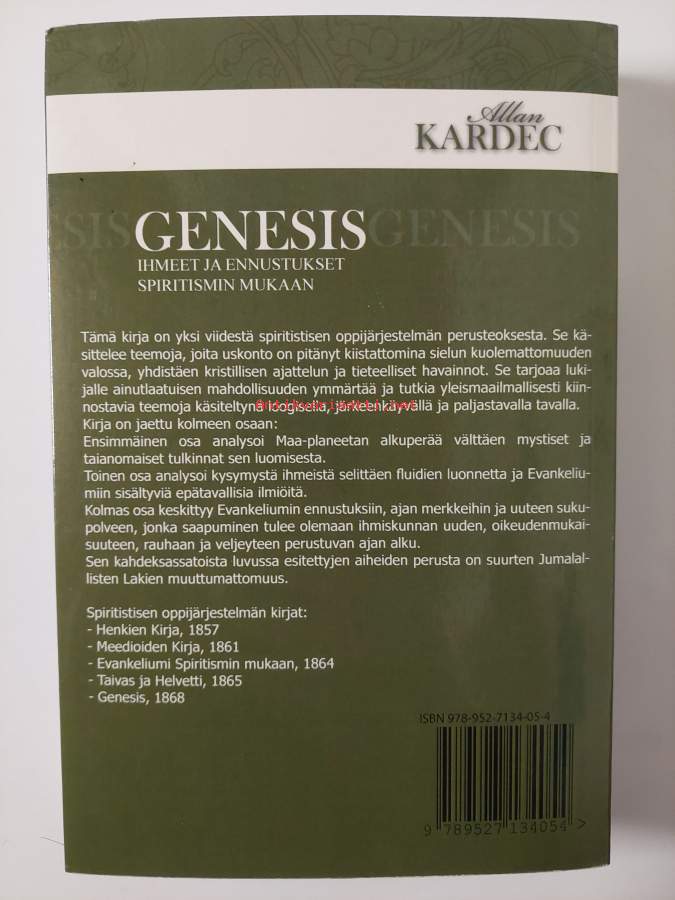 Allan
KARDEC
SIS GENESIS GENESIS
IHMEET JA ENNUSTUKSET
SPIRITISMIN MUKAAN
Tämä kirja on yksi viidestä spiritistisen oppijärjestelmän perusteoksesta. Se kä-
sittelee teemoja, joita uskonto on pitänyt kiistattomina sielun kuolemattomuuden
valossa, yhdistäen kristillisen ajattelun ja tieteelliset havainnot. Se tarjoaa luki-
jalle ainutlaatuisen mahdollisuuden ymmärtää ja tutkia yleismaailmallisesti kiin-
nostavia teemoja käsiteltynä loogisella, järkeenkäyvällä ja paljastavalla tavalla.
Kirja on jaettu kolmeen osaan:
Ensimmäinen osa analysoi Maa-planeetan alkuperää välttäen mystiset ja
taianomaiset tulkinnat sen luomisesta.
Toinen osa analysoi kysymystä ihmeistä selittäen fluidien luonnetta ja Evankeliu-
miin sisältyviä epätavallisia ilmiöitä.
Kolmas osa keskittyy Evankeliumin ennustuksiin, ajan merkkeihin ja uuteen suku-
polveen, jonka saapuminen tulee olemaan ihmiskunnan uuden, oikeudenmukai-
suuteen, rauhaan ja veljeyteen perustuvan ajan alku.
Sen kahdeksassatoista luvussa esitettyjen aiheiden perusta on suurten Jumalal-
listen Lakien muuttumattomuus.
Spiritistisen oppijärjestelmän kirjat:
- Henkien Kirja, 1857
- Meedioiden Kirja, 1861
- Evankeliumi Spiritismin mukaan, 1864
- Taivas ja Helvetti, 1865
- Genesis, 1868
ISBN 978-952-7134-05-4
9 789527 134054 >